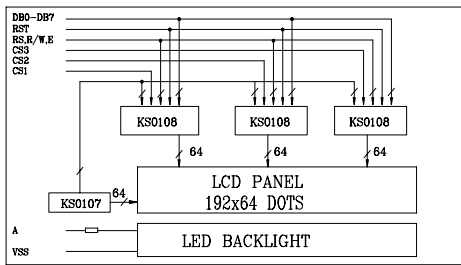 DB0-DB7
RST
RS,R/W,E
CS3
CS2
CS1
KS0108 KS0108 KS0108
64 64 64
LCD PANEL
192x64 DOTS
64
KS0107
A
LED BACKLIGHT
VSS